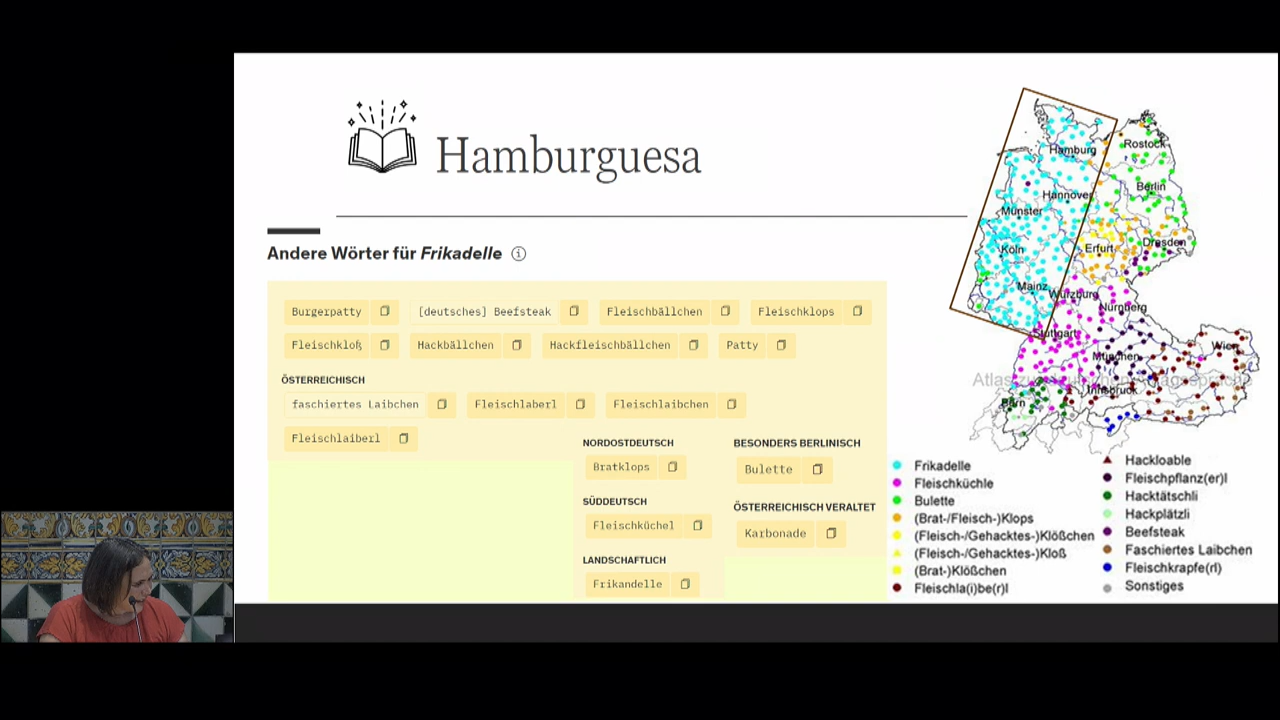 Hamburguesa
Andere Wörter für Frikadelle
Burgerpatty [deutsches] Beefsteak Fleischbällchen Fleischklops
Fleischkloß Hackbällchen Hackfleischbällchen Patty
ÖSTERREICHISCH
faschiertes Laibchen Fleischlaberl Fleischlaibchen
Fleischlaiberl
NORDOSTDEUTSCH
Bratklops
SÜDDEUTSCH
Fleischküchel
LANDSCHAFTLICH
Frikandelle
BESONDERS BERLINISCH
Bulette
ÖSTERREICHISCH VERALTET
Karbonade
Hamburg
Rostock
Berlin
Hannover
Münster
Köln
Erfurt
Dresden
Mainz
Würzburg
Nürnberg
Stuttgart
München
Wien
Innsbruck
Bern
Frikadelle
Fleischküchle
Bulette
(Brat-/Fleisch-)Klops
(Fleisch-/Gehacktes-)Klößchen
(Fleisch-/Gehacktes-)Kloß
(Brat-)Klößchen
Fleischla(i)be(r)l
Hackloable
Fleischpflanz(er)l
Hacktätschli
Hackplätzli
Beefsteak
Faschiertes Laibchen
Fleischkrapfe(rl)
Sonstiges